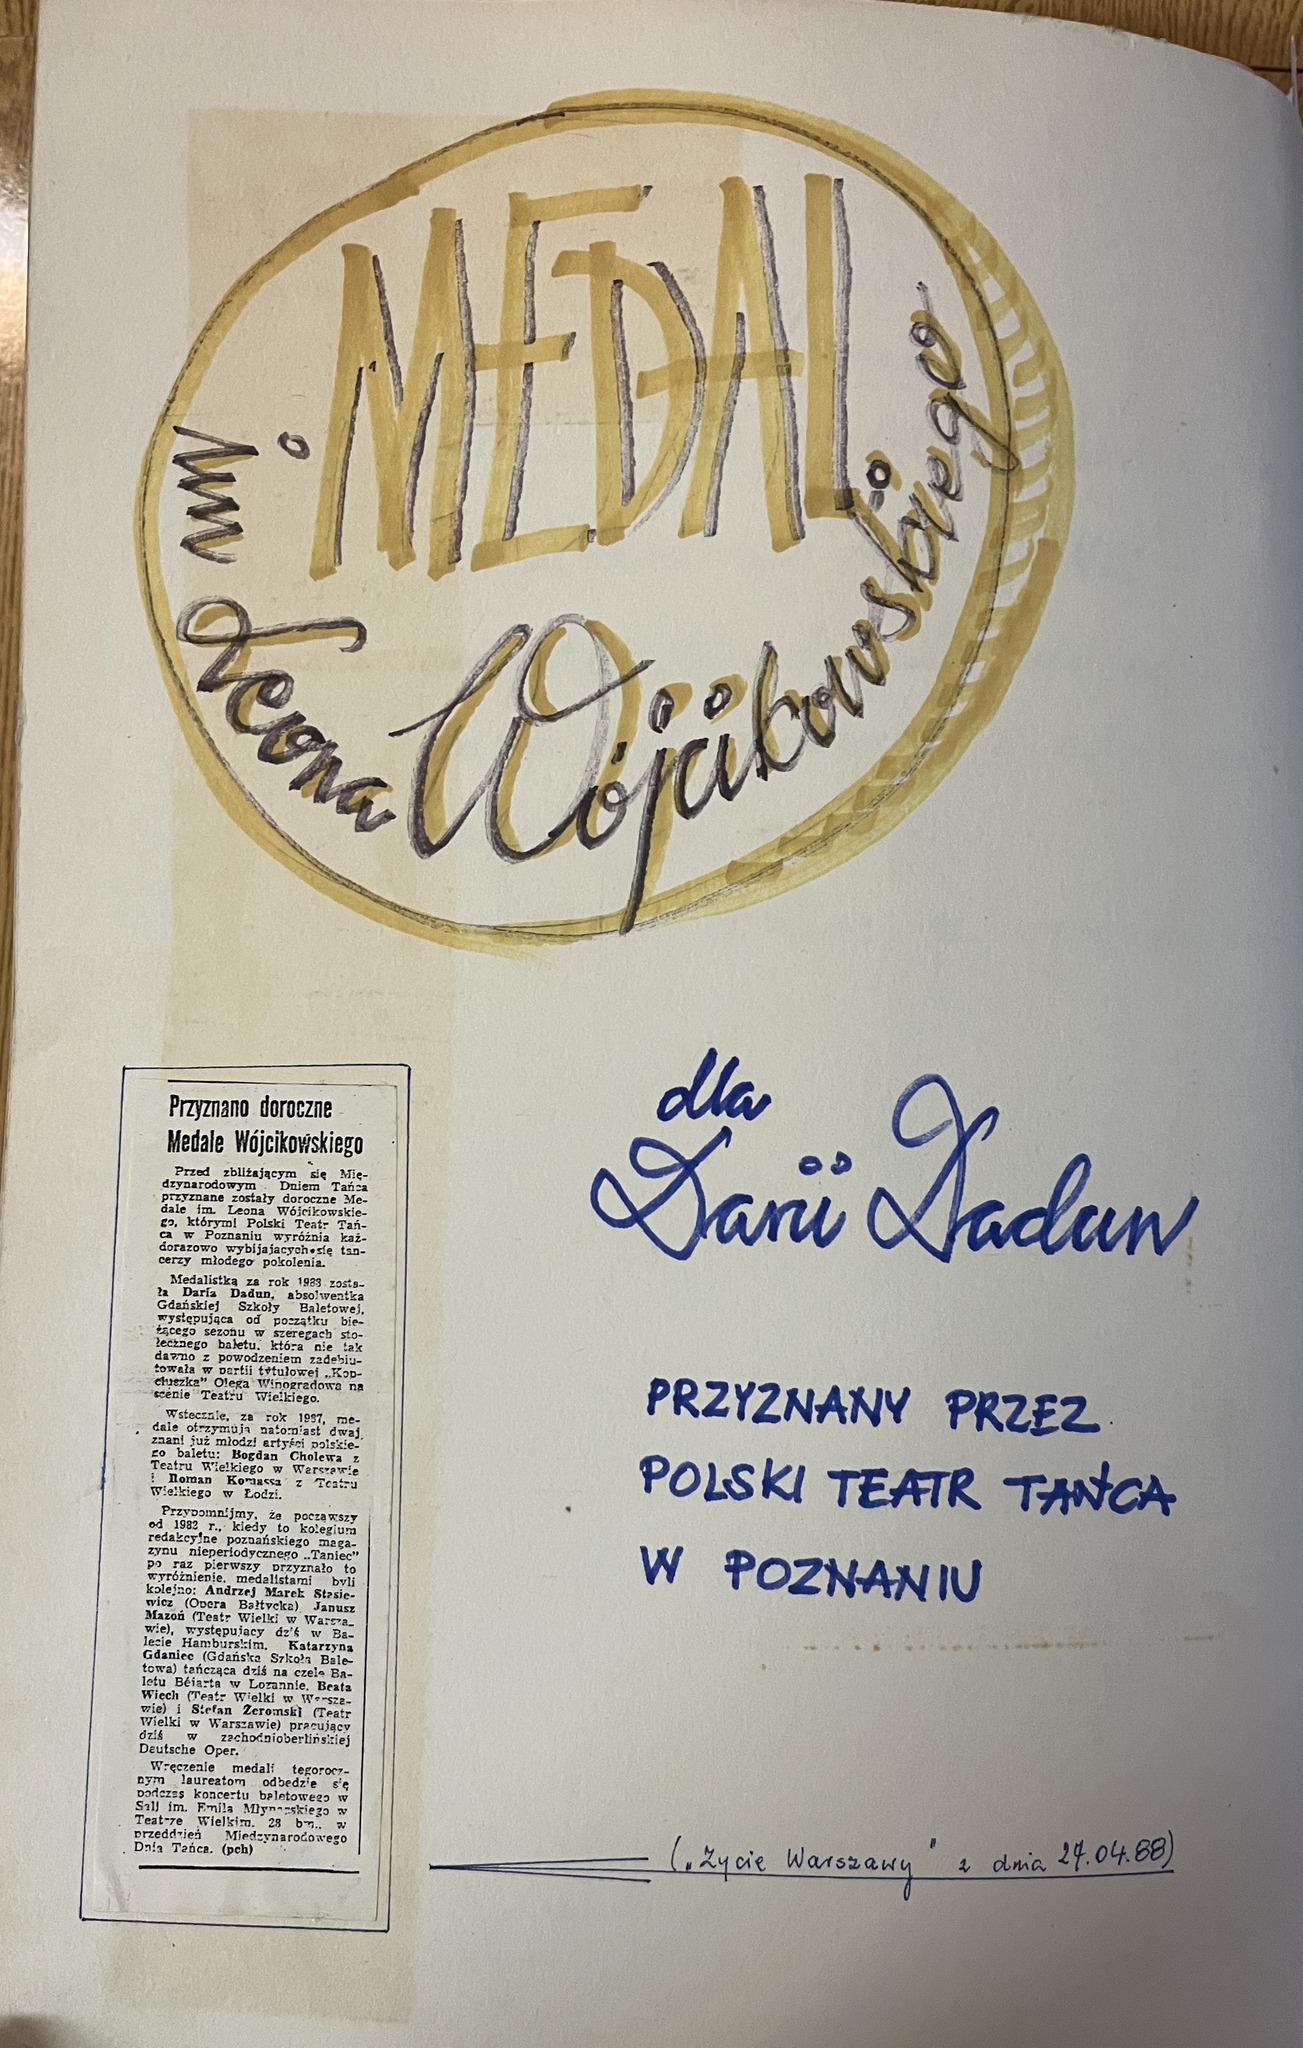 MEDAL
im
Leona Wójcikowskiego
dla
Darii Dadun
PRZYZNANY PRZEZ
POLSKI TEATR TAŃCA
W POZNANIU
Przyznano doroczne
Medale Wójcikowskiego
Przed zbliżającym się Mię-
dzynarodowym Dniem Tańca
przyznane zostały doroczne Me-
dale im. Leona Wójcikowskie-
go, którymi Polski Teatr Tań-
ca w Poznaniu wyróżnia każ-
dorazowo wybijających się tan-
cerzy młodego pokolenia.
Medalistką za rok 1988 zosta-
ła Daria Dadun, absolwentka
Gdańskiej Szkoły Baletowej,
występująca od początku bie-
żącego sezonu w szeregach sto-
łecznego baletu, która nie tak
dawno z powodzeniem zadebiu-
towała w partii tytułowej „Kop-
ciuszka” Olega Winogradowa na
scenie Teatru Wielkiego.
Wstecznie, za rok 1987, me-
dale otrzymują natomiast dwaj
znani już młodzi artyści polskie-
go baletu: Bogdan Cholewa z
Teatru Wielkiego w Warszawie
i Roman Komassa z Teatru
Wielkiego w Łodzi.
Przypomnijmy, że począwszy
od 1982 r., kiedy to kolegium
redakcyjne poznańskiego maga-
zynu nieperiodycznego „Taniec”
po raz pierwszy przyznało to
wyróżnienie, medalistami byli
kolejno: Andrzej Marek Stasie-
wicz (Opera Bałtycka), Janusz
Mazoń (Teatr Wielki w Warsza-
wie), występujący dziś w Ba-
lecie Hamburskim, Katarzyna
Gdaniec (Gdańska Szkoła Bale-
towa) tańcząca dziś na czele Ba-
letu Béjarta w Lozannie, Beata
Wiech (Teatr Wielki w Warsza-
wie) i Stefan Żeromski (Teatr
Wielki w Warszawie) pracujący
dziś w zachodnioberlińskiej
Deutsche Oper.
Wręczenie medali tegorocz-
nym laureatom odbędzie się
podczas koncertu baletowego w
Sali im. Emila Młynarskiego w
Teatrze Wielkim, 28 bm., w
przeddzień Międzynarodowego
Dnia Tańca. (pch)
(„Życie Warszawy” z dnia 27.04.88)